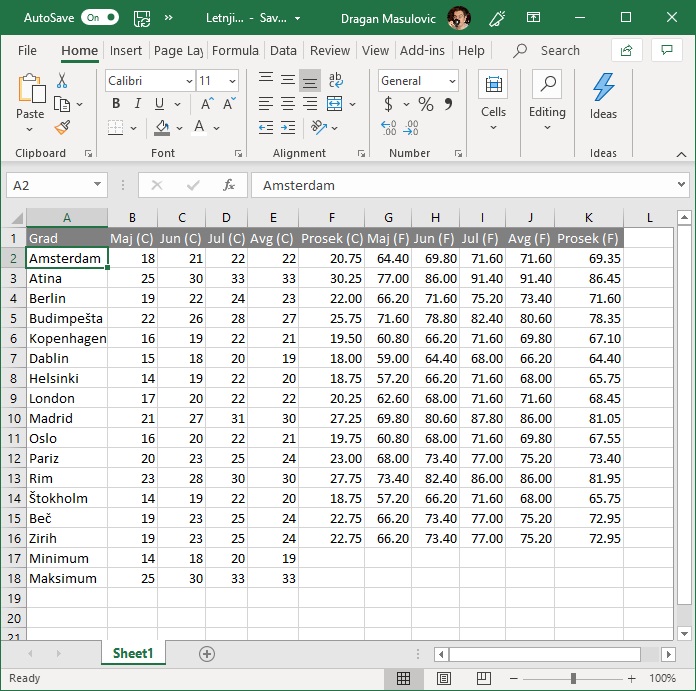 AutoSave On Letnji... - Sav... Dragan Masulovic
File Home Insert Page Lay Formula Data Review View Add-ins Help Search
Calibri 11 ab General
Paste B I U A A $ % 9 Cells Editing Ideas
Clipboard Font Alignment Number Ideas
A2 fx Amsterdam
A B C D E F G H I J K L
1 Grad Maj (C) Jun (C) Jul (C) Avg (C) Prosek (C) Maj (F) Jun (F) Jul (F) Avg (F) Prosek (F)
2 Amsterdam 18 21 22 22 20.75 64.40 69.80 71.60 71.60 69.35
3 Atina 25 30 33 33 30.25 77.00 86.00 91.40 91.40 86.45
4 Berlin 19 22 24 23 22.00 66.20 71.60 75.20 73.40 71.60
5 Budimpešta 22 26 28 27 25.75 71.60 78.80 82.40 80.60 78.35
6 Kopenhagen 16 19 22 21 19.50 60.80 66.20 71.60 69.80 67.10
7 Dablin 15 18 20 19 18.00 59.00 64.40 68.00 66.20 64.40
8 Helsinki 14 19 22 20 18.75 57.20 66.20 71.60 68.00 65.75
9 London 17 20 22 22 20.25 62.60 68.00 71.60 71.60 68.45
10 Madrid 21 27 31 30 27.25 69.80 80.60 87.80 86.00 81.05
11 Oslo 16 20 22 21 19.75 60.80 68.00 71.60 69.80 67.55
12 Pariz 20 23 25 24 23.00 68.00 73.40 77.00 75.20 73.40
13 Rim 23 28 30 30 27.75 73.40 82.40 86.00 86.00 81.95
14 Štokholm 14 19 22 20 18.75 57.20 66.20 71.60 68.00 65.75
15 Beč 19 23 25 24 22.75 66.20 73.40 77.00 75.20 72.95
16 Zirih 19 23 25 24 22.75 66.20 73.40 77.00 75.20 72.95
17 Minimum 14 18 20 19
18 Maksimum 25 30 33 33
19
20
21
Sheet1
Ready 100%